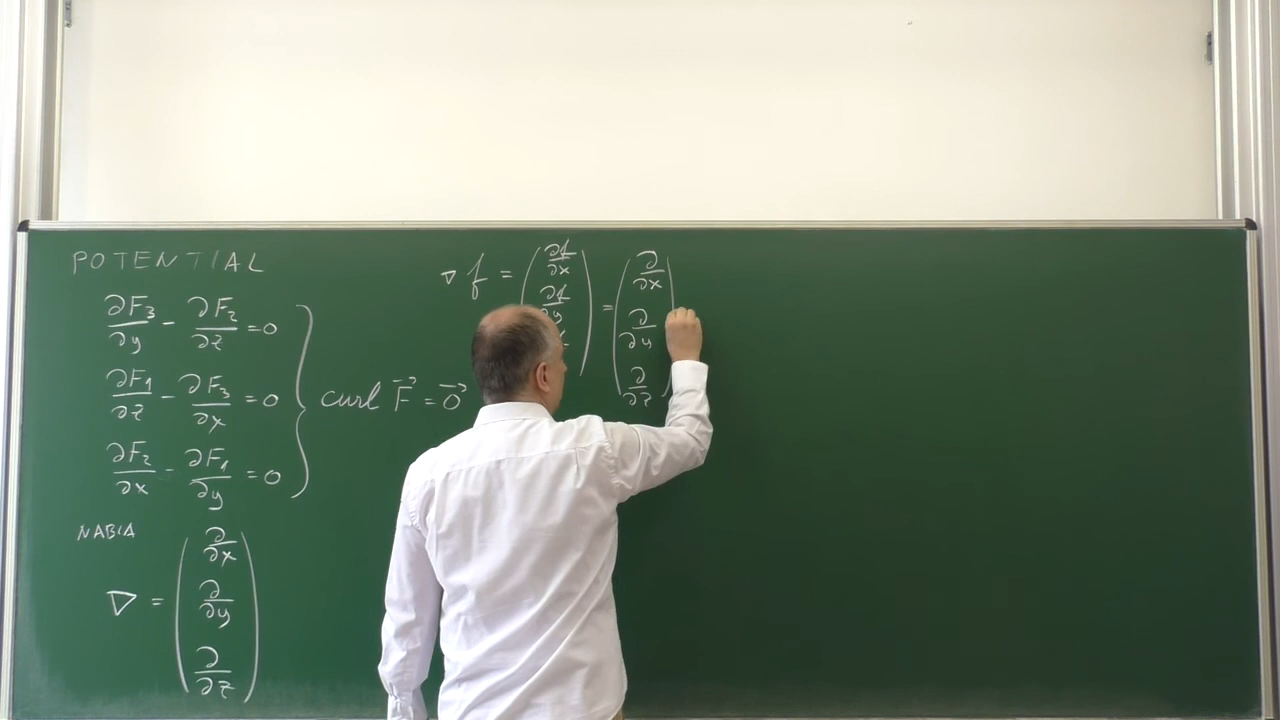 POTENTIAL
∂F₃/∂y - ∂F₂/∂z = 0
∂F₁/∂z - ∂F₃/∂x = 0
∂F₂/∂x - ∂F₁/∂y = 0
curl F⃗ = 0⃗
NABLA
∇ = ( ∂/∂x
∂/∂y
∂/∂z )
∇ f = ( ∂f/∂x
∂f/∂y
) = ( ∂/∂x
∂/∂y
∂/∂z )